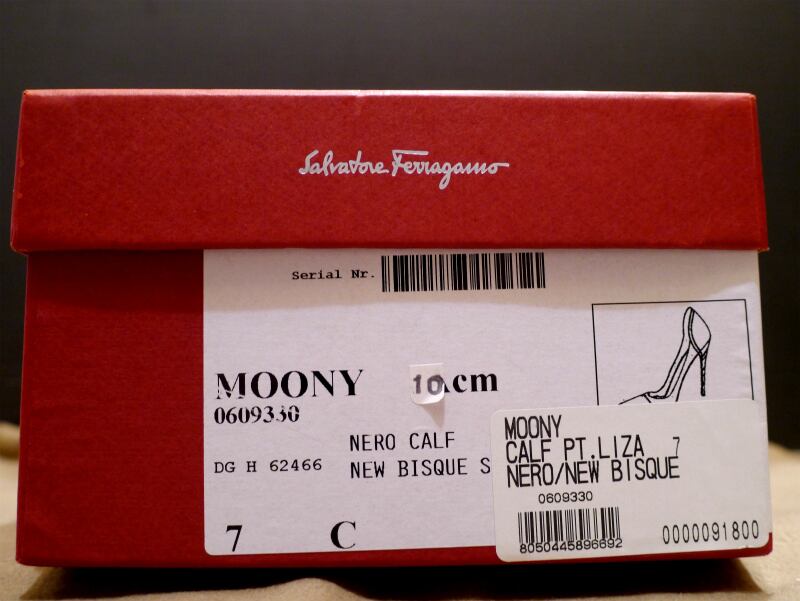 Salvatore Ferragamo
Serial Nr.
MOONY 10 cm
0609330
NERO CALF
DG H 62466 NEW BISQUE S
7 C
MOONY
CALF PT.LIZA 7
NERO/NEW BISQUE
0609330
8050445896692
0000091800